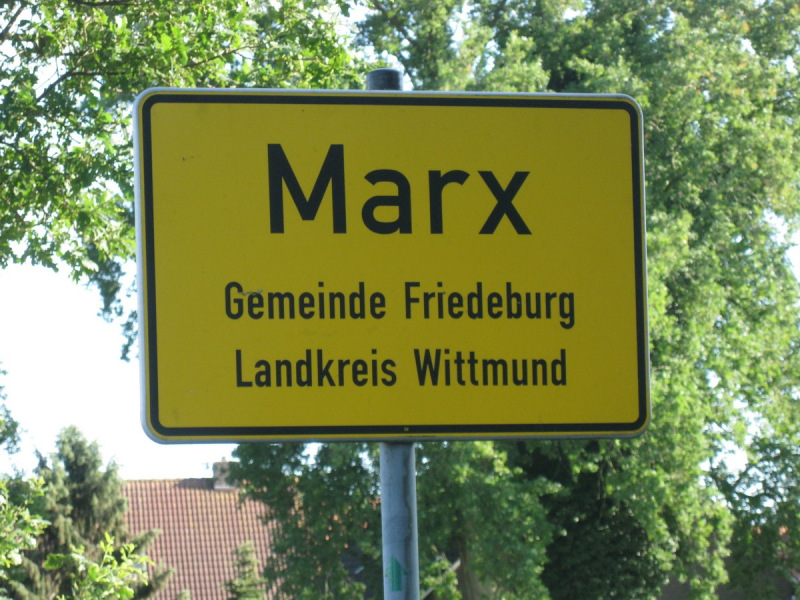 Marx
Gemeinde Friedeburg
Landkreis Wittmund